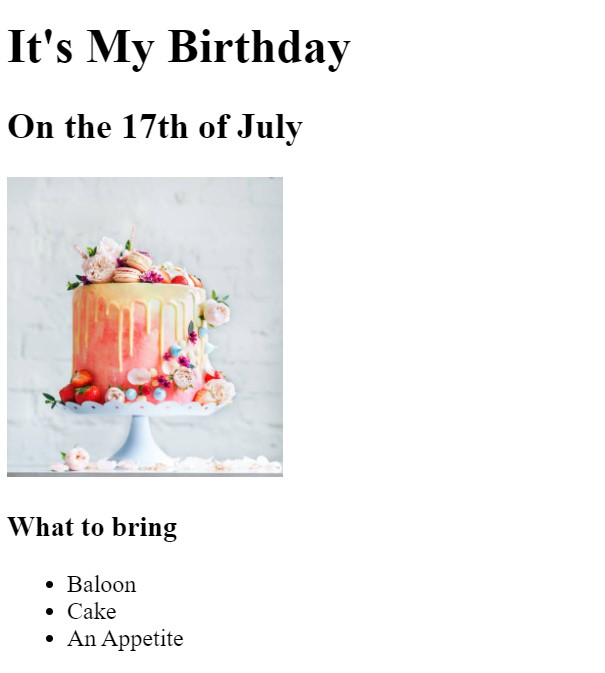 It's My Birthday
On the 17th of July
What to bring
Baloon
Cake
An Appetite